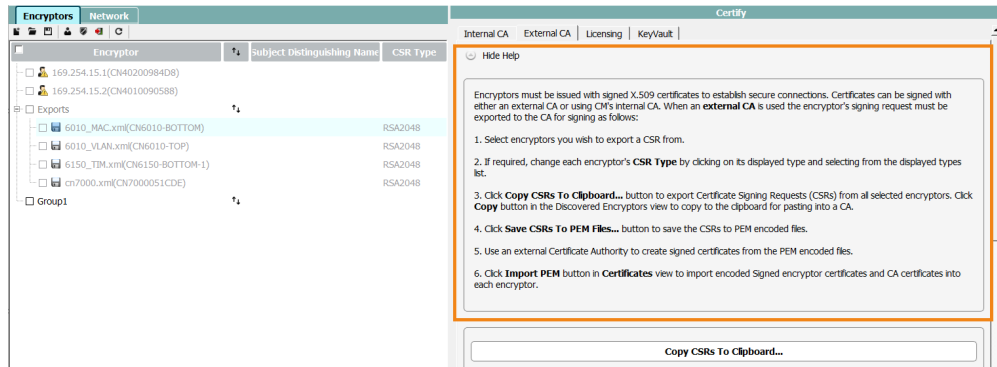 Encryptors Network
Certify
Internal CA External CA Licensing KeyVault
Encryptor Subject Distinguishing Name CSR Type
Hide Help
169.254.15.1(CN40200984D8)
169.254.15.2(CN4010090588)
Exports
6010_MAC.xml(CN6010-BOTTOM) RSA2048
6010_VLAN.xml(CN6010-TOP) RSA2048
6150_TIM.xml(CN6150-BOTTOM-1) RSA2048
cn7000.xml(CN7000051CDE) RSA2048
Group1
Encryptors must be issued with signed X.509 certificates to establish secure connections. Certificates can be signed with
either an external CA or using CM's internal CA. When an external CA is used the encryptor's signing request must be
exported to the CA for signing as follows:
1. Select encryptors you wish to export a CSR from.
2. If required, change each encryptor's CSR Type by clicking on its displayed type and selecting from the displayed types
list.
3. Click Copy CSRs To Clipboard... button to export Certificate Signing Requests (CSRs) from all selected encryptors. Click
Copy button in the Discovered Encryptors view to copy to the clipboard for pasting into a CA.
4. Click Save CSRs To PEM Files... button to save the CSRs to PEM encoded files.
5. Use an external Certificate Authority to create signed certificates from the PEM encoded files.
6. Click Import PEM button in Certificates view to import encoded Signed encryptor certificates and CA certificates into
each encryptor.
Copy CSRs To Clipboard...